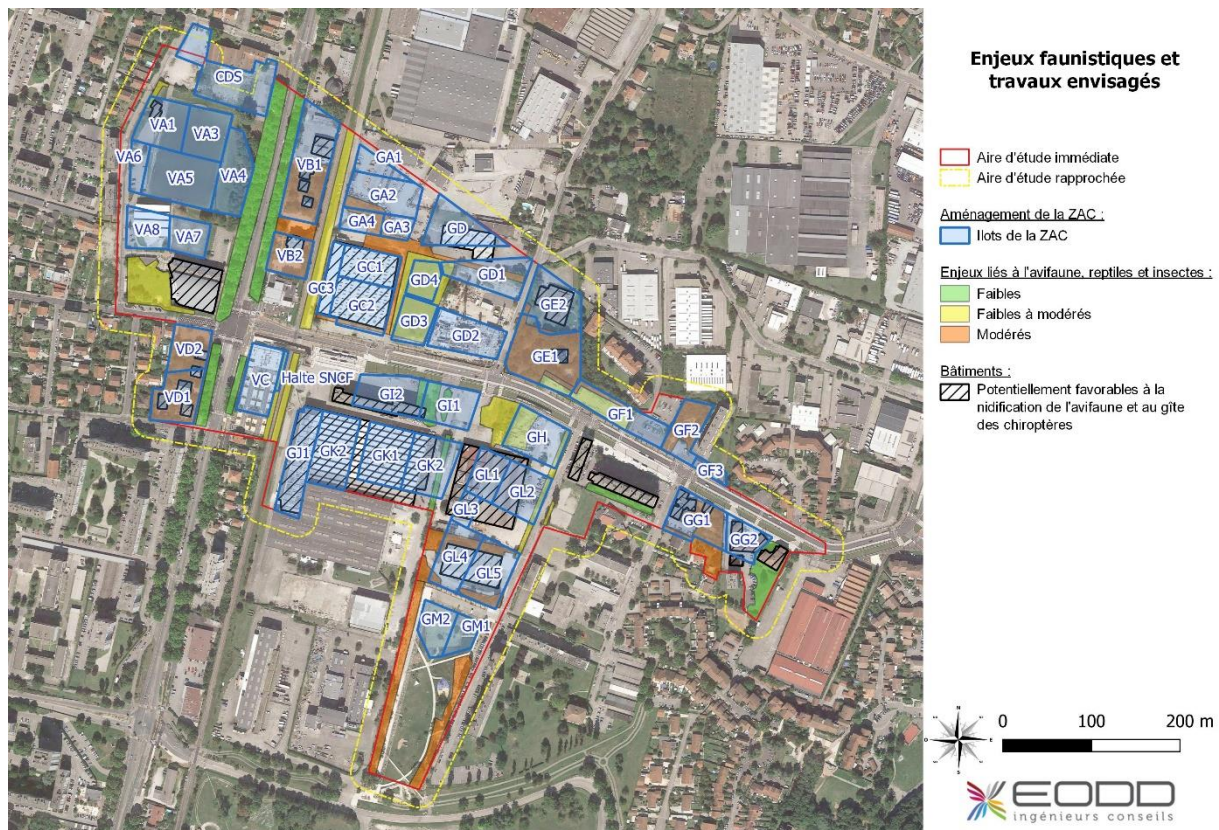 Enjeux faunistiques et
travaux envisagés
Aire d'étude immédiate
Aire d'étude rapprochée
Aménagement de la ZAC :
Ilots de la ZAC
Enjeux liés à l'avifaune, reptiles et insectes :
Faibles
Faibles à modérés
Modérés
Bâtiments :
Potentiellement favorables à la
nidification de l'avifaune et au gîte
des chiroptères
N
O
E
S
0 100 200 m
EODD
ingénieurs conseils
CDS
VA1
VA3
VA6
VA5
VA4
VA8
VA7
VB1
VB2
GA1
GA2
GA4
GA3
GD
GC1
GC3
GC2
GD4
GD1
GD3
GD2
GE2
GE1
VD2
VD1
VC
Halte SNCF
GI2
GI1
GF1
GF2
GF3
GH
GJ1
GK2
GK1
GK2
GL1
GL2
GL3
GL4
GL5
GG1
GG2
GM2
GM1